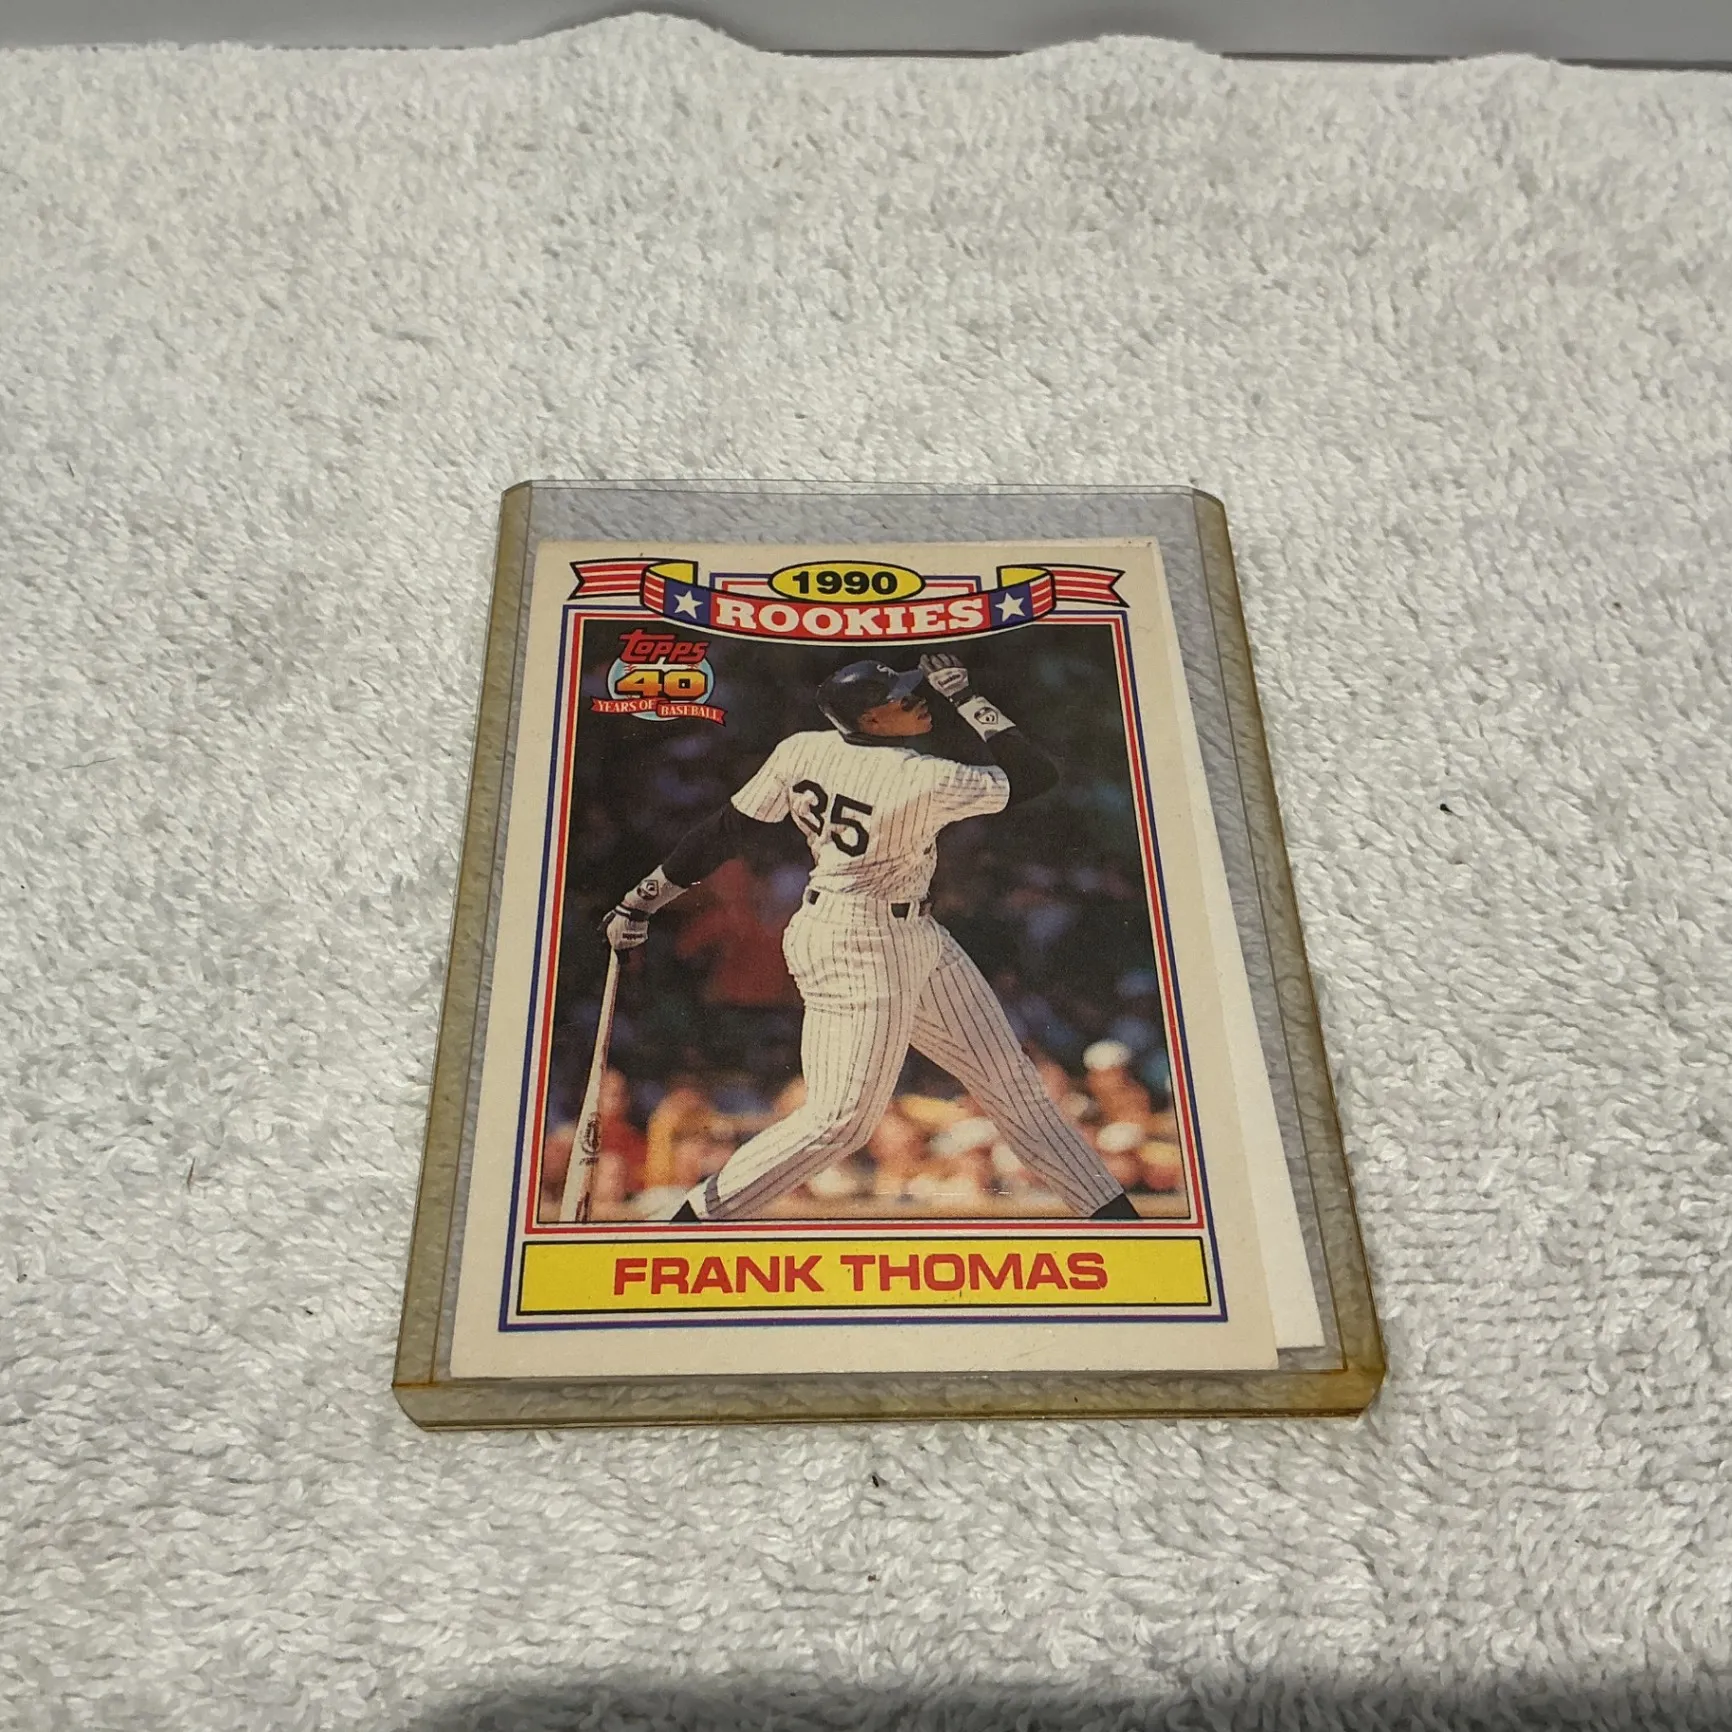 1990
ROOKIES
Topps
40
YEARS OF BASEBALL
35
FRANK THOMAS